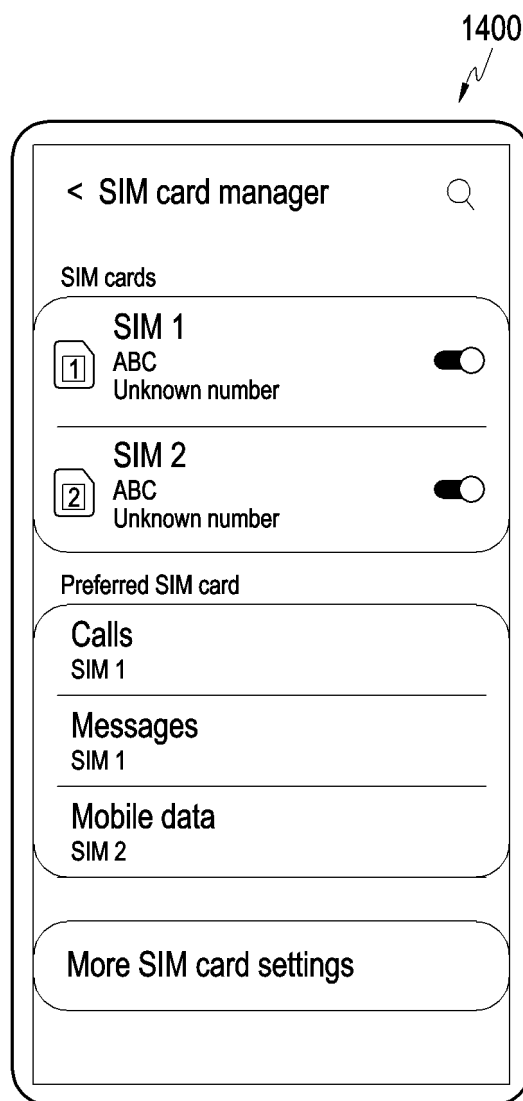 1400
< SIM card manager
SIM cards
SIM 1
1
ABC
Unknown number
SIM 2
2
ABC
Unknown number
Preferred SIM card
Calls
SIM 1
Messages
SIM 1
Mobile data
SIM 2
More SIM card settings